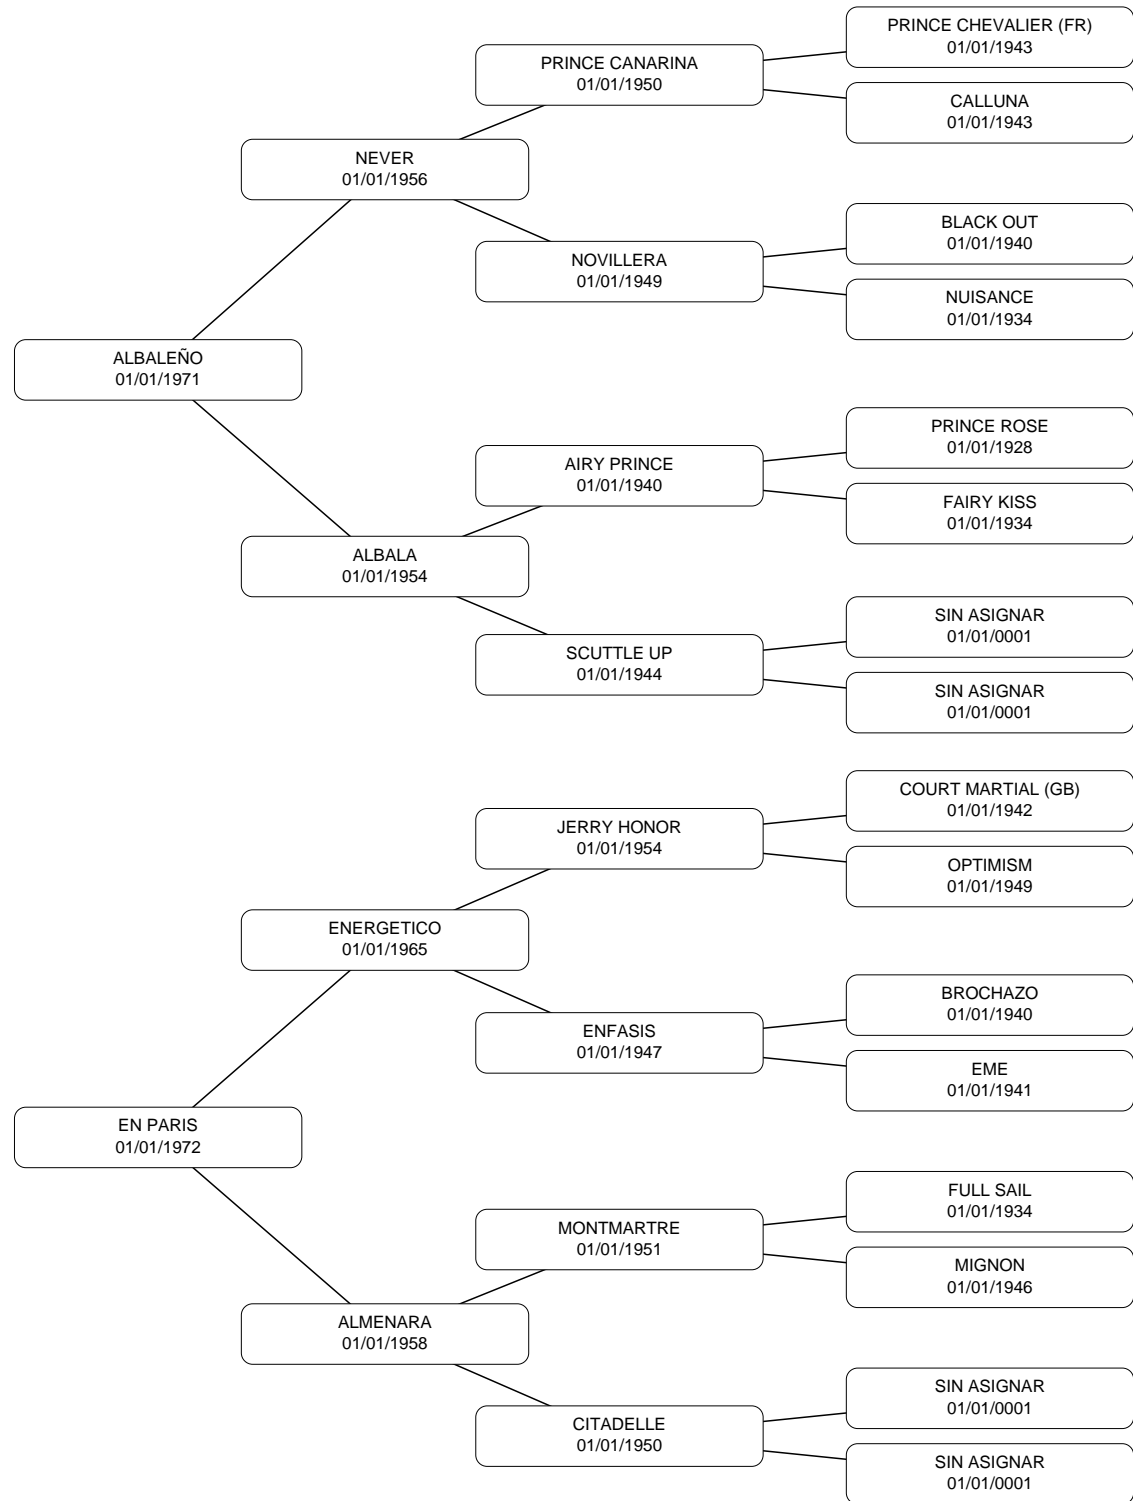 PRINCE CHEVALIER (FR)
01/01/1943
PRINCE CANARINA
01/01/1950
CALLUNA
01/01/1943
NEVER
01/01/1956
BLACK OUT
01/01/1940
NOVILLERA
01/01/1949
NUISANCE
01/01/1934
ALBALEÑO
01/01/1971
PRINCE ROSE
01/01/1928
AIRY PRINCE
01/01/1940
FAIRY KISS
01/01/1934
ALBALA
01/01/1954
SIN ASIGNAR
01/01/0001
SCUTTLE UP
01/01/1944
SIN ASIGNAR
01/01/0001
COURT MARTIAL (GB)
01/01/1942
JERRY HONOR
01/01/1954
OPTIMISM
01/01/1949
ENERGETICO
01/01/1965
BROCHAZO
01/01/1940
ENFASIS
01/01/1947
EME
01/01/1941
EN PARIS
01/01/1972
FULL SAIL
01/01/1934
MONTMARTRE
01/01/1951
MIGNON
01/01/1946
ALMENARA
01/01/1958
SIN ASIGNAR
01/01/0001
CITADELLE
01/01/1950
SIN ASIGNAR
01/01/0001